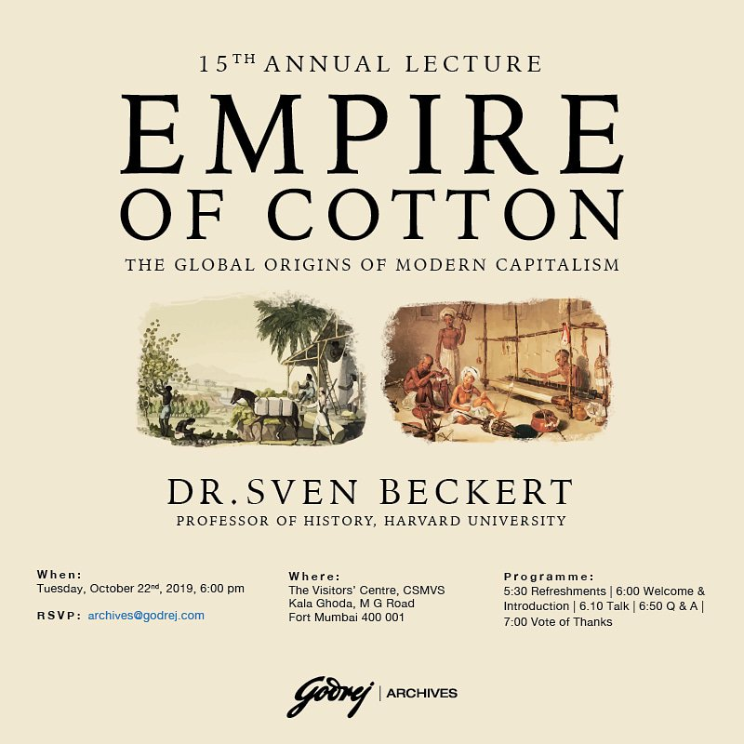 15TH ANNUAL LECTURE
EMPIRE
OF COTTON
THE GLOBAL ORIGINS OF MODERN CAPITALISM
DR. SVEN BECKERT
PROFESSOR OF HISTORY, HARVARD UNIVERSITY
When:
Tuesday, October 22nd, 2019, 6:00 pm
RSVP: archives@godrej.com
Where:
The Visitors' Centre, CSMVS
Kala Ghoda, M G Road
Fort Mumbai 400 001
Programme:
5:30 Refreshments | 6:00 Welcome &
Introduction | 6.10 Talk | 6:50 Q & A |
7:00 Vote of Thanks
Godrej | ARCHIVES